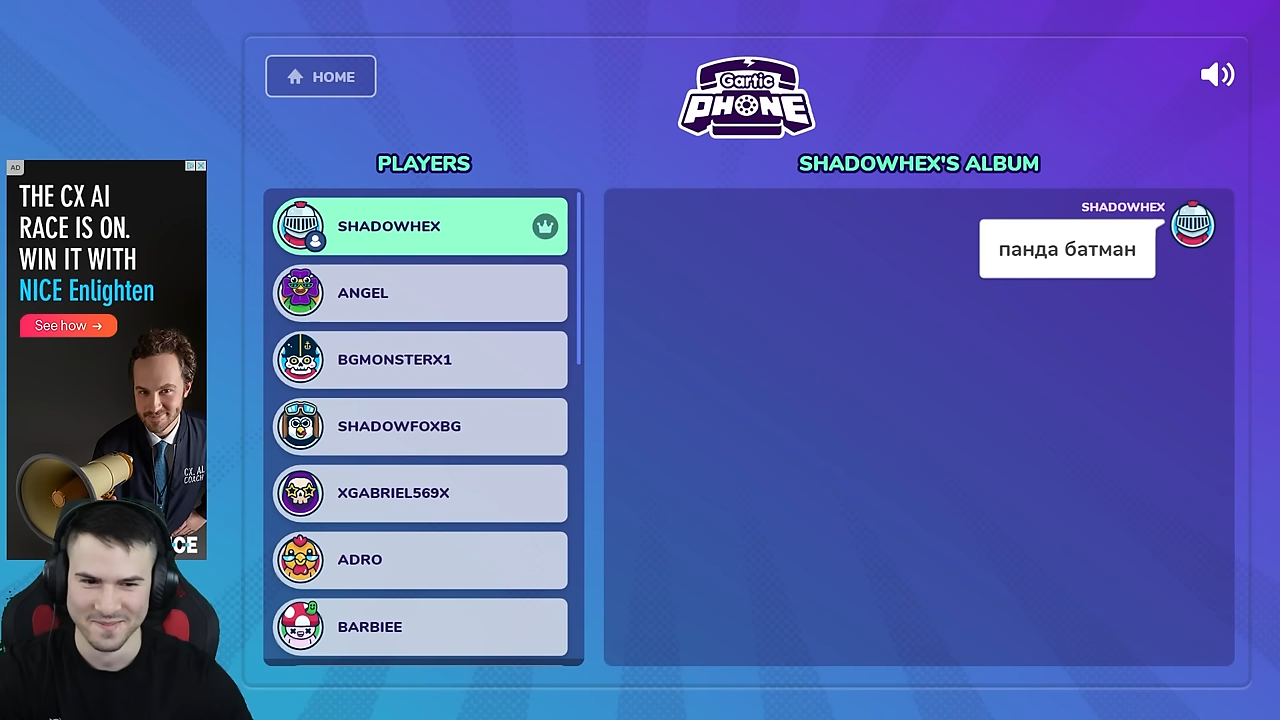 HOME
Gartic
PHONE
PLAYERS
SHADOWHEX'S ALBUM
AD
THE CX AI
RACE IS ON.
WIN IT WITH
NICE Enlighten
See how →
CX. AI
COACH
CE
SHADOWHEX
ANGEL
BGMONSTERX1
SHADOWFOXBG
XGABRIEL569X
ADRO
BARBIEE
SHADOWHEX
панда батман